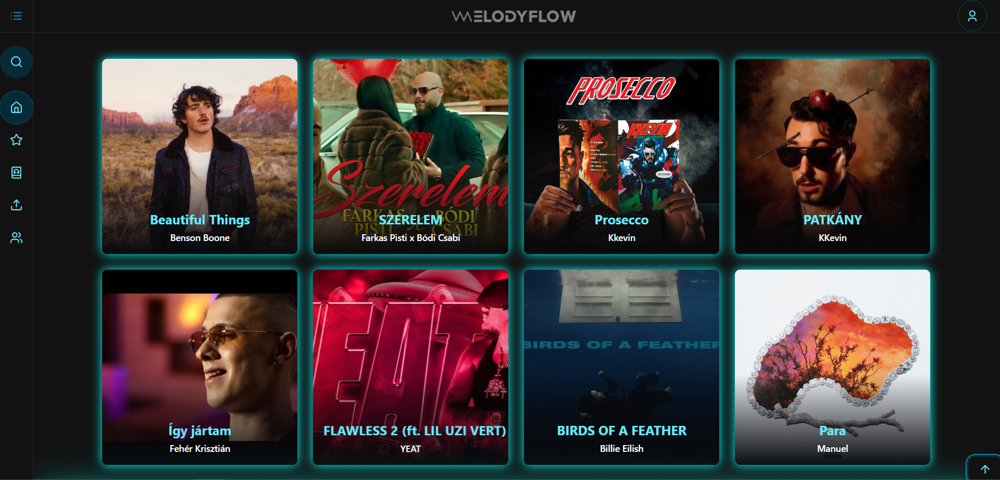 MELODYFLOW
Beautiful Things
Benson Boone
Szerelem
FARKAS PISTI x BÓDI CSABI
SZERELEM
Farkas Pisti x Bódi Csabi
PROSECCO
KKEVIN
Prosecco
Kkevin
PATKÁNY
KKevin
Így jártam
Fehér Krisztián
FLAWLESS 2 (ft. LIL UZI VERT)
YEAT
BIRDS OF A FEATHER
BIRDS OF A FEATHER
Billie Eilish
Para
Manuel